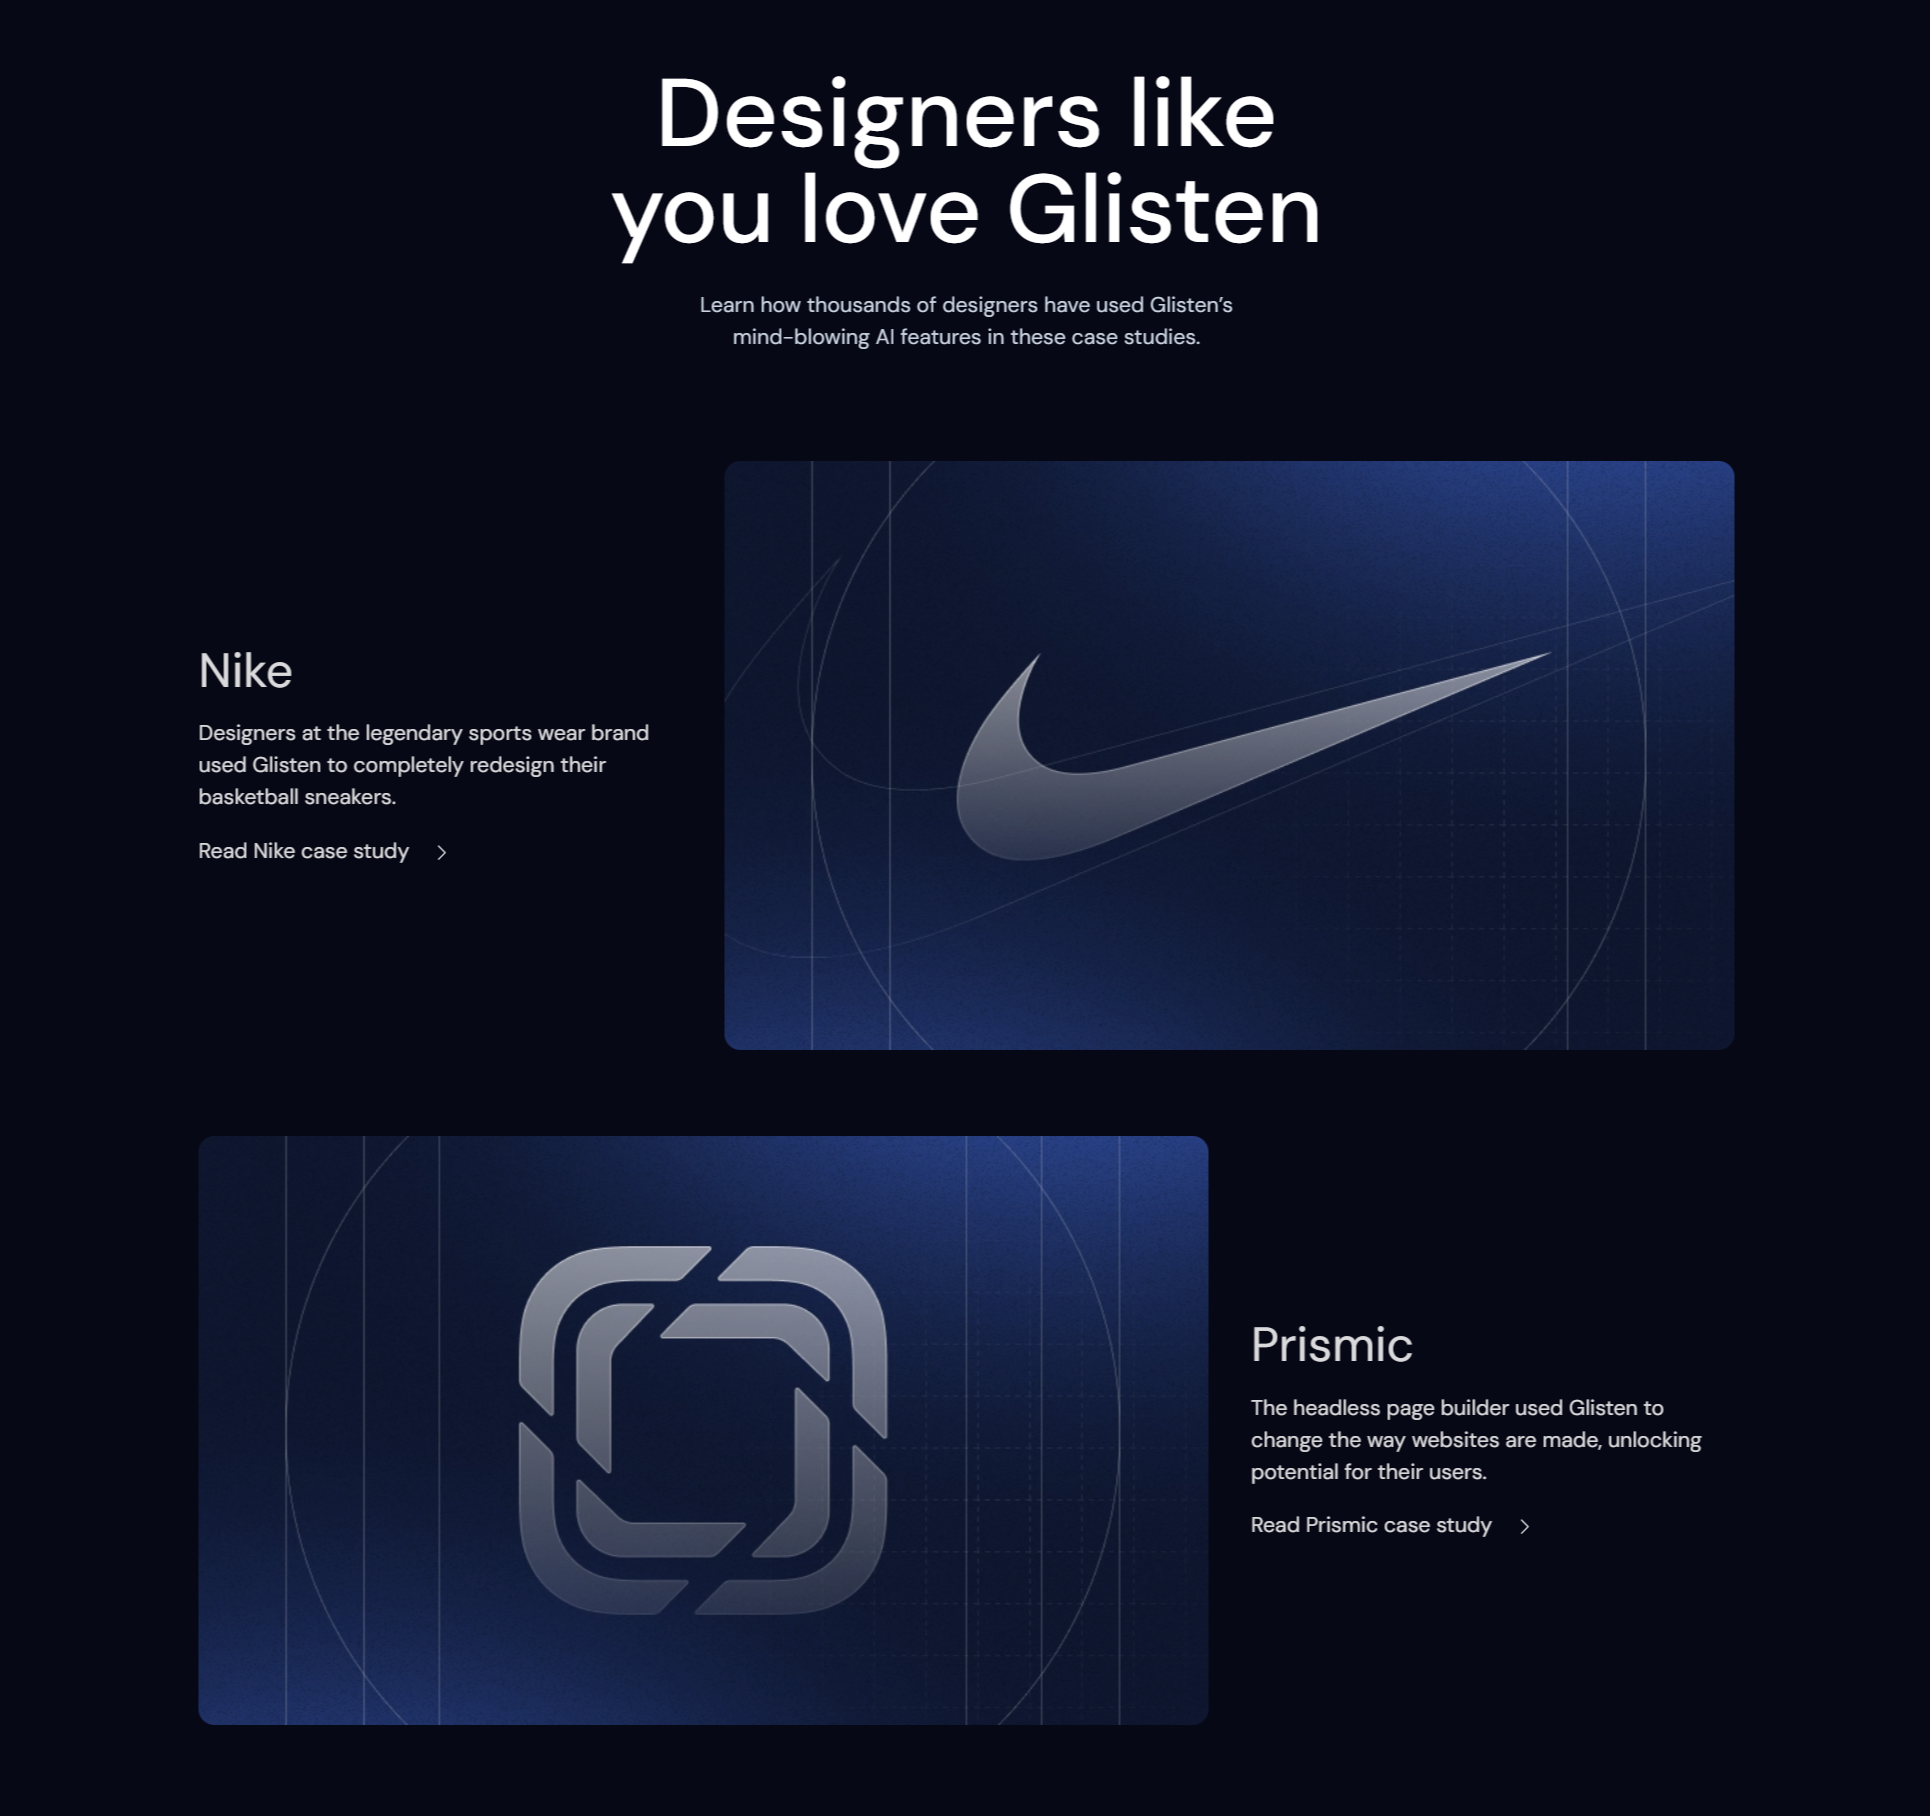 Designers like
you love Glisten
Learn how thousands of designers have used Glisten’s
mind-blowing AI features in these case studies.
Nike
Designers at the legendary sports wear brand
used Glisten to completely redesign their
basketball sneakers.
Read Nike case study
Prismic
The headless page builder used Glisten to
change the way websites are made, unlocking
potential for their users.
Read Prismic case study